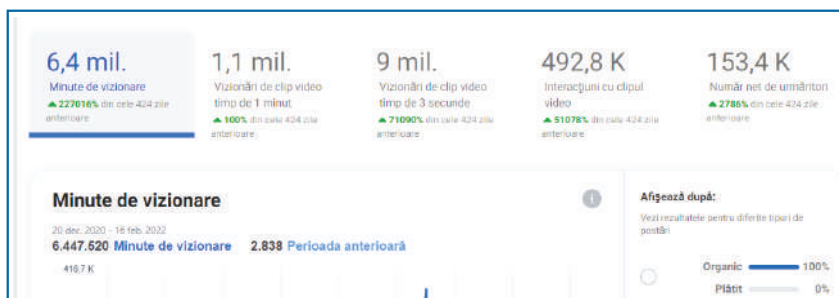 6,4 mil.
Minute de vizionare
▲ 227016% din cele 424 zile
anterioare
1,1 mil.
Vizionări de clip video
timp de 1 minut
▲ 100% din cele 424 zile
anterioare
9 mil.
Vizionări de clip video
timp de 3 secunde
▲ 71090% din cele 424 zile
anterioare
492,8 K
Interacțiuni cu clipul
video
▲ 51078% din cele 424 zile
anterioare
153,4 K
Număr net de urmăritori
▲ 2786% din cele 424 zile
anterioare
Minute de vizionare
20 dec. 2020 – 16 feb. 2022
6.447.520 Minute de vizionare 2.838 Perioada anterioară
416,7 K
Afișează după:
Vezi rezultatele pentru diferite tipuri de
postări
Organic 100%
Plătit 0%